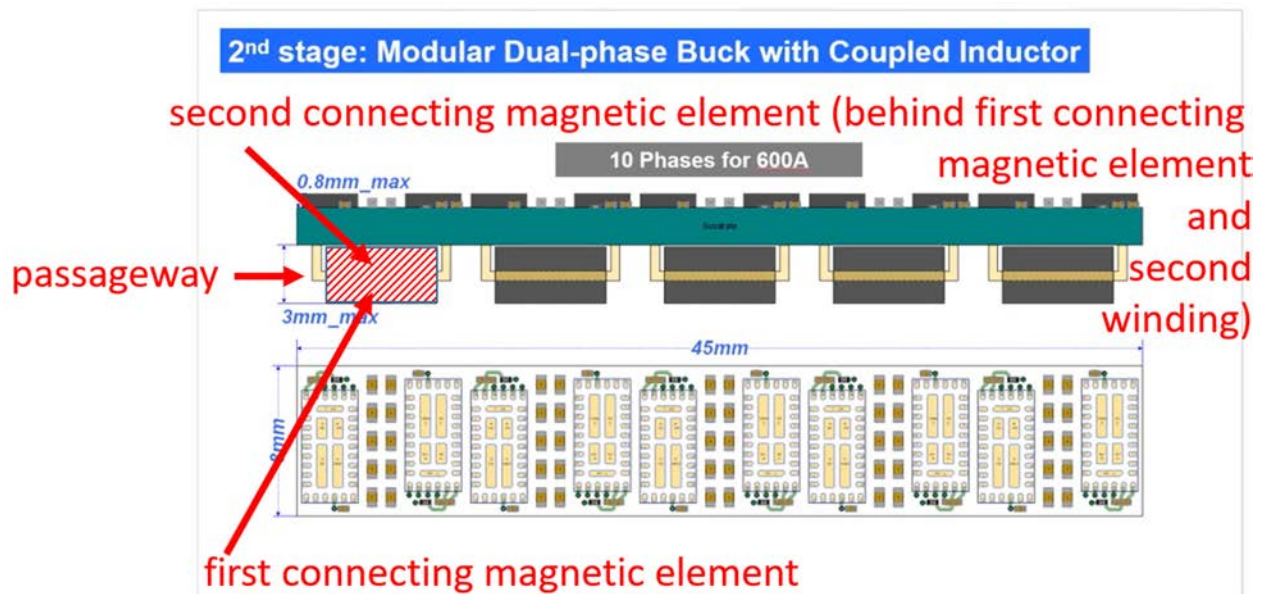 2nd stage: Modular Dual-phase Buck with Coupled Inductor
second connecting magnetic element (behind first connecting
magnetic element
and
second
winding)
10 Phases for 600A
0.8mm_max
passageway
3mm_max
45mm
first connecting magnetic element